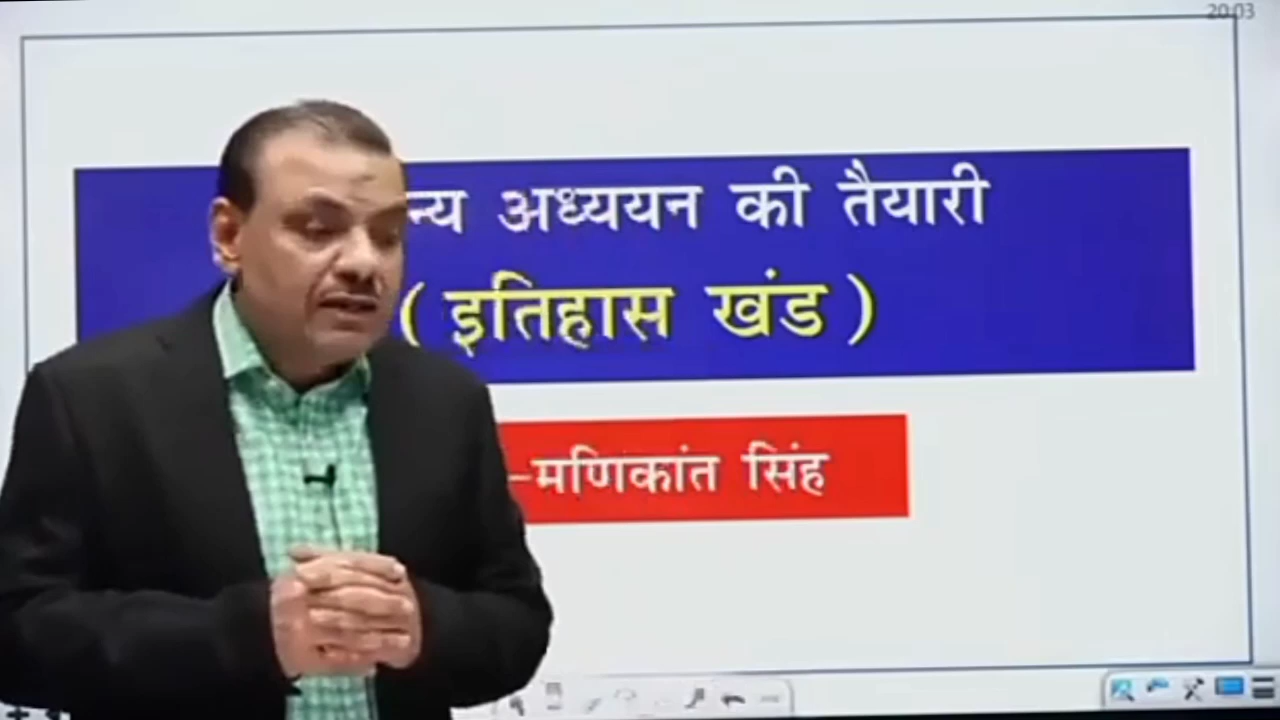 20:03
न्य अध्ययन की तैयारी
( इतिहास खंड )
-मणिकांत सिंह